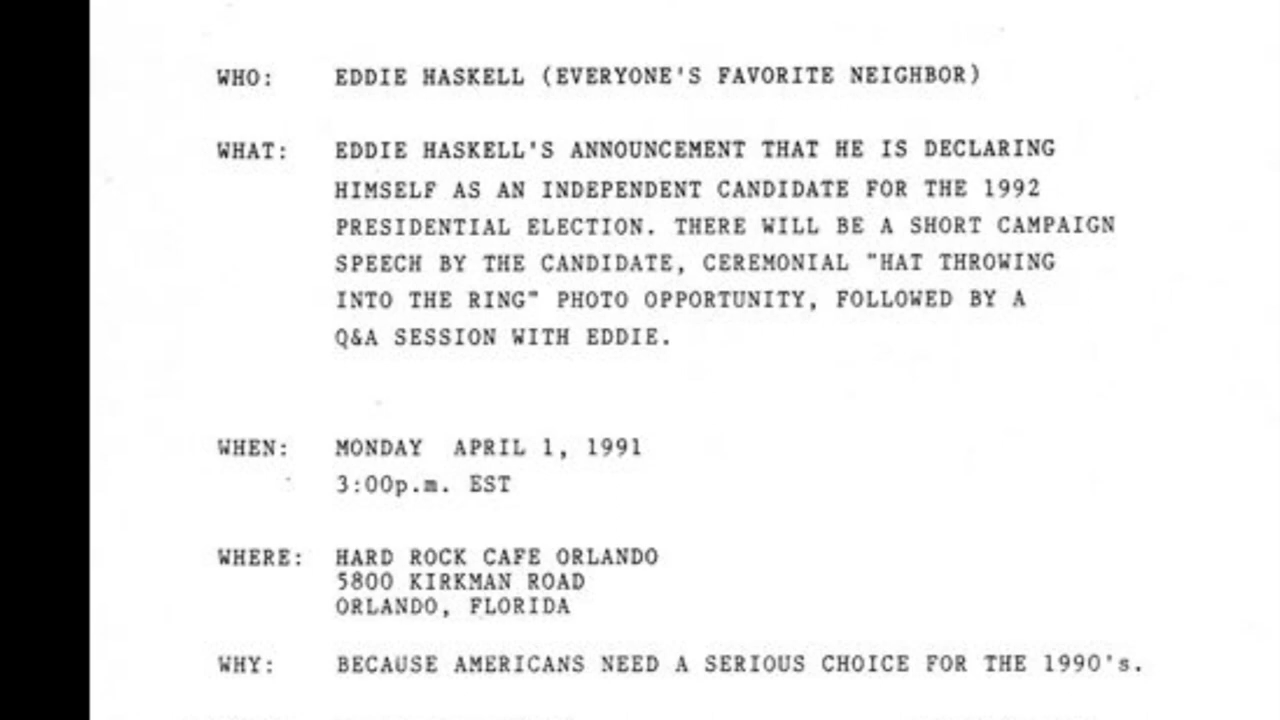 WHO: EDDIE HASKELL (EVERYONE'S FAVORITE NEIGHBOR)
WHAT: EDDIE HASKELL'S ANNOUNCEMENT THAT HE IS DECLARING
HIMSELF AS AN INDEPENDENT CANDIDATE FOR THE 1992
PRESIDENTIAL ELECTION. THERE WILL BE A SHORT CAMPAIGN
SPEECH BY THE CANDIDATE, CEREMONIAL "HAT THROWING
INTO THE RING" PHOTO OPPORTUNITY, FOLLOWED BY A
Q&A SESSION WITH EDDIE.
WHEN: MONDAY APRIL 1, 1991
3:00p.m. EST
WHERE: HARD ROCK CAFE ORLANDO
5800 KIRKMAN ROAD
ORLANDO, FLORIDA
WHY: BECAUSE AMERICANS NEED A SERIOUS CHOICE FOR THE 1990's.